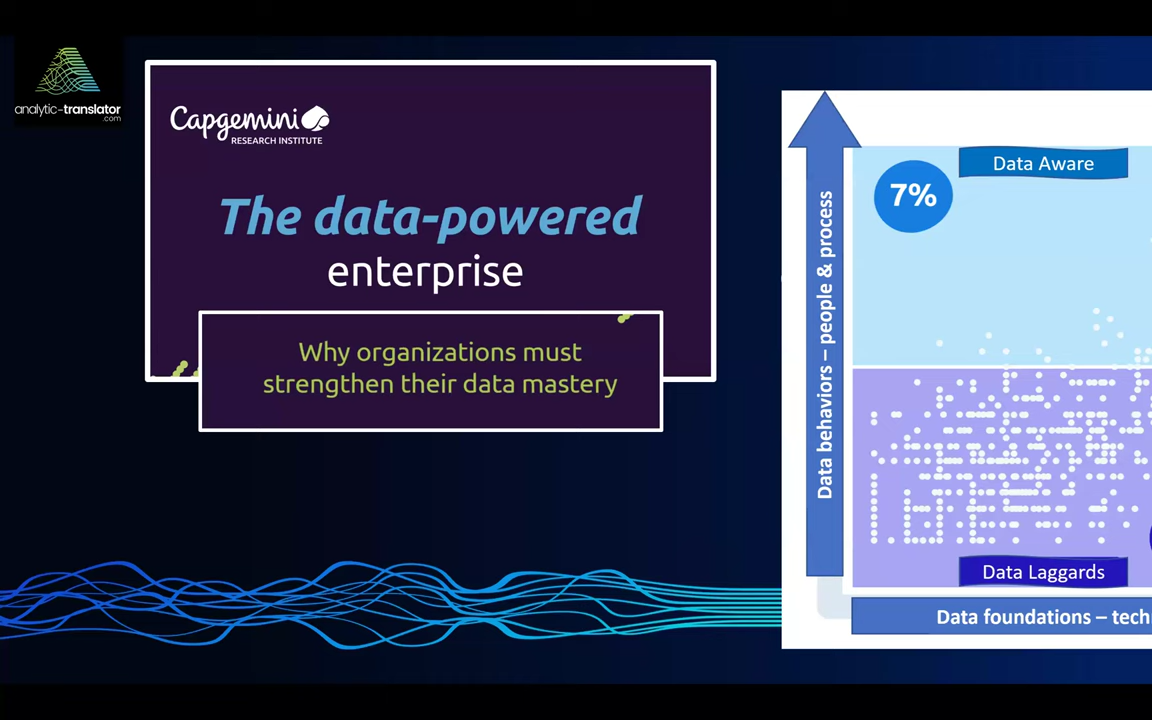 analytic-translator
.com
Capgemini
RESEARCH INSTITUTE
The data-powered
enterprise
Why organizations must
strengthen their data mastery
Data behaviors – people & process
7%
Data Aware
Data Laggards
Data foundations –